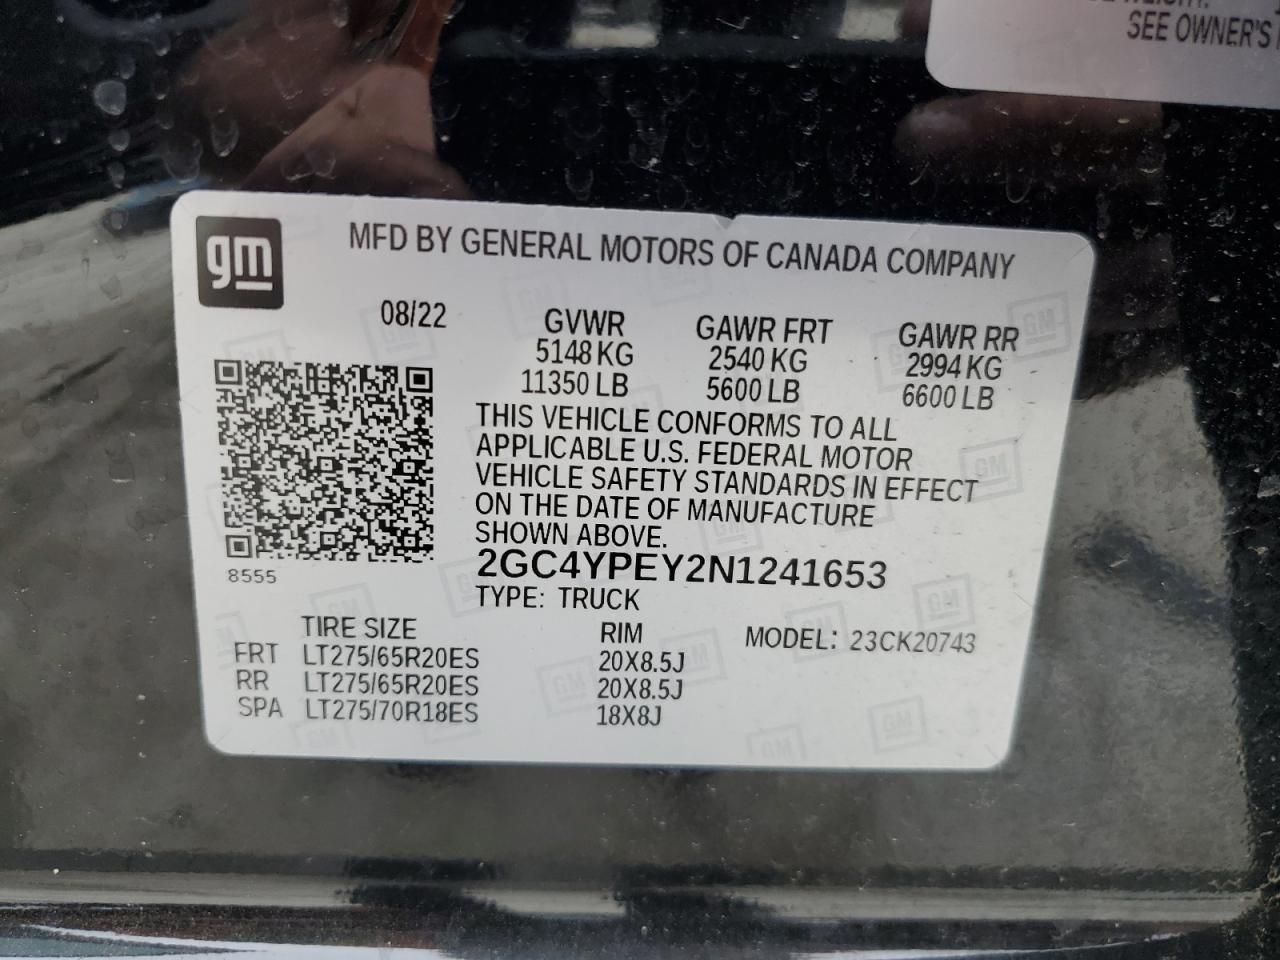 SEE OWNER'S
gm
MFD BY GENERAL MOTORS OF CANADA COMPANY
08/22
GVWR GAWR FRT GAWR RR
5148 KG 2540 KG 2994 KG
11350 LB 5600 LB 6600 LB
THIS VEHICLE CONFORMS TO ALL
APPLICABLE U.S. FEDERAL MOTOR
VEHICLE SAFETY STANDARDS IN EFFECT
ON THE DATE OF MANUFACTURE
SHOWN ABOVE.
8555
2GC4YPEY2N1241653
TYPE: TRUCK
TIRE SIZE RIM MODEL: 23CK20743
FRT LT275/65R20ES 20X8.5J
RR LT275/65R20ES 20X8.5J
SPA LT275/70R18ES 18X8J